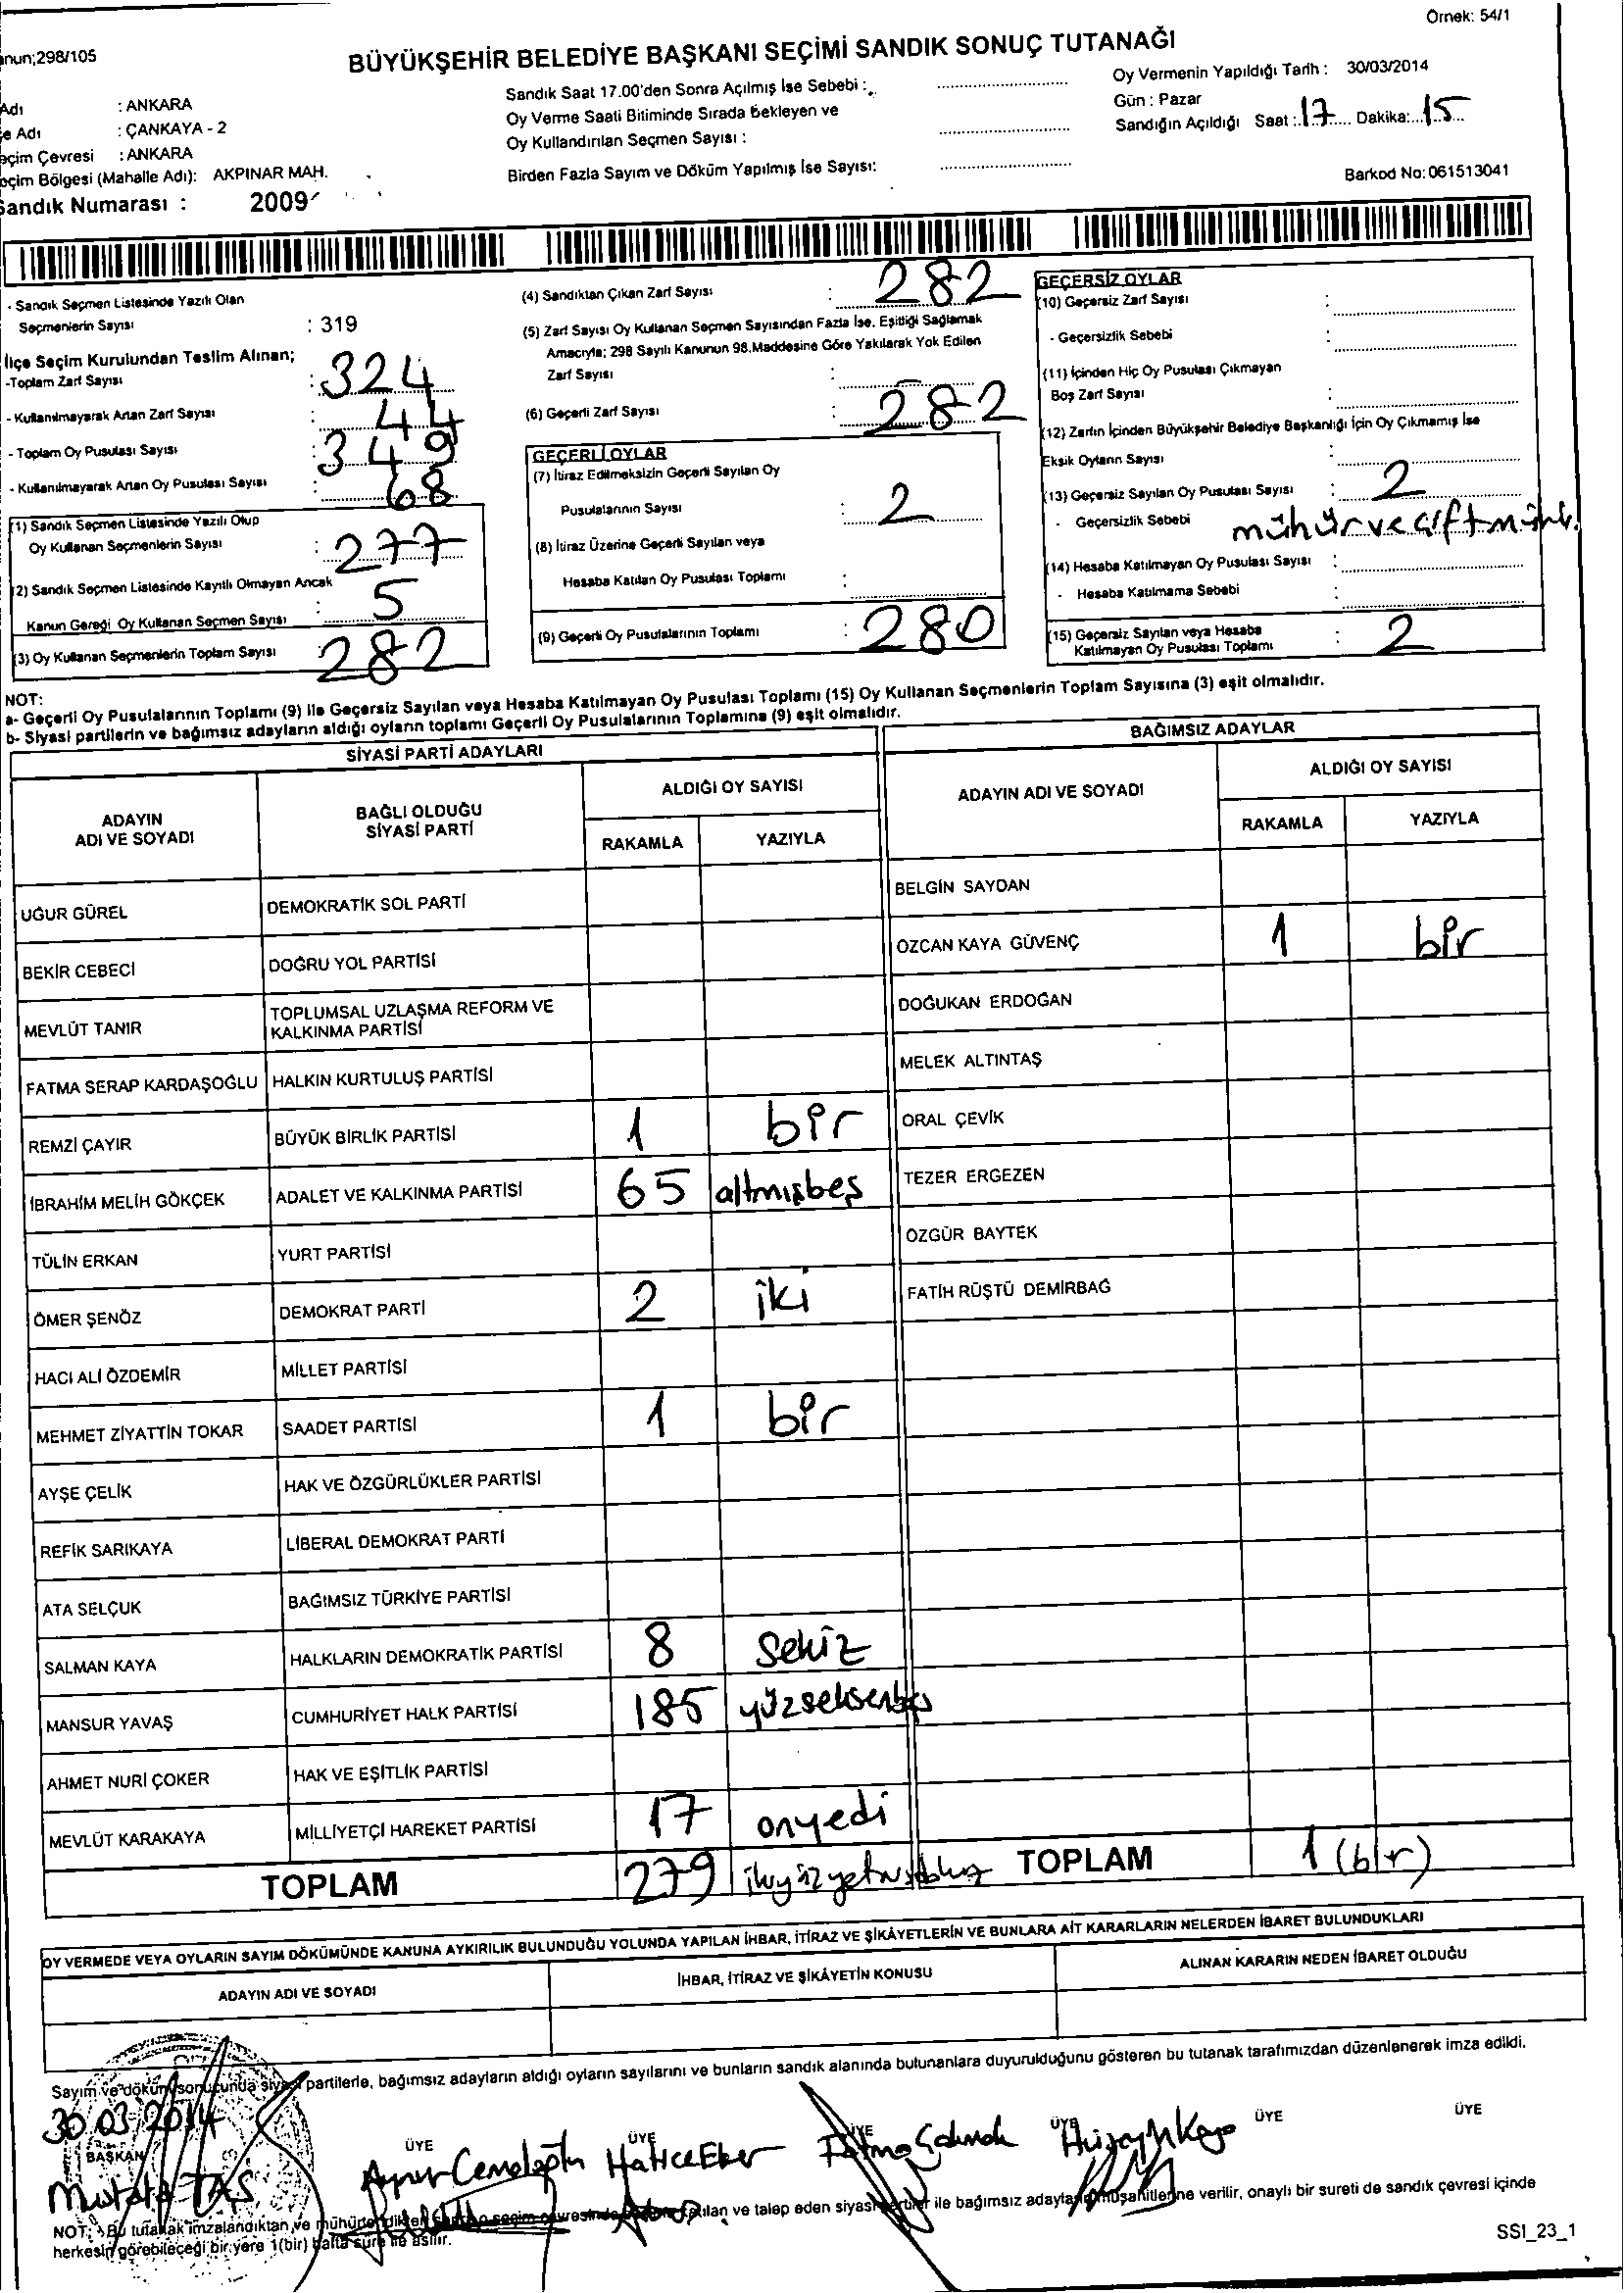 Örnek: 54/1
anun;298/105
BÜYÜKŞEHİR BELEDİYE BAŞKANI SEÇİMİ SANDIK SONUÇ TUTANAĞI
Adı : ANKARA
e Adı : ÇANKAYA - 2
eçim Çevresi : ANKARA
eçim Bölgesi (Mahalle Adı): AKPINAR MAH.
Sandık Numarası : 2009
Sandık Saat 17.00'den Sonra Açılmış İse Sebebi :
Oy Verme Saati Bitiminde Sırada Bekleyen ve
Oy Kullandırılan Seçmen Sayısı :
Birden Fazla Sayım ve Döküm Yapılmış İse Sayısı:
Oy Vermenin Yapıldığı Tarih : 30/03/2014
Gün : Pazar
Sandığın Açıldığı Saat : 17 Dakika: 15
Barkod No: 061513041
- Sandık Seçmen Listesinde Yazılı Olan
Seçmenlerin Sayısı : 319
İlçe Seçim Kurulundan Teslim Alınan;
-Toplam Zarf Sayısı : 324
- Kullanılmayarak Artan Zarf Sayısı : 44
- Toplam Oy Pusulası Sayısı : 349
- Kullanılmayarak Artan Oy Pusulası Sayısı : 68
(1) Sandık Seçmen Listesinde Yazılı Olup
Oy Kullanan Seçmenlerin Sayısı : 277
(2) Sandık Seçmen Listesinde Kayıtlı Olmayan Ancak
Kanun Gereği Oy Kullanan Seçmen Sayısı : 5
(3) Oy Kullanan Seçmenlerin Toplam Sayısı 282
(4) Sandıktan Çıkan Zarf Sayısı : 282
(5) Zarf Sayısı Oy Kullanan Seçmen Sayısından Fazla İse, Eşitliği Sağlamak
Amacıyla; 298 Sayılı Kanunun 98.Maddesine Göre Yakılarak Yok Edilen
Zarf Sayısı :
(6) Geçerli Zarf Sayısı : 282
GEÇERLİ OYLAR
(7) İtiraz Edilmeksizin Geçerli Sayılan Oy
Pusulalarının Sayısı : 2
(8) İtiraz Üzerine Geçerli Sayılan veya
Hesaba Katılan Oy Pusulası Toplamı :
(9) Geçerli Oy Pusulalarının Toplamı : 280
GEÇERSİZ OYLAR
(10) Geçersiz Zarf Sayısı :
- Geçersizlik Sebebi :
(11) İçinden Hiç Oy Pusulası Çıkmayan
Boş Zarf Sayısı :
(12) Zarfın İçinden Büyükşehir Belediye Başkanlığı İçin Oy Çıkmamış İse
Eksik Oyların Sayısı :
(13) Geçersiz Sayılan Oy Pusulası Sayısı : 2
- Geçersizlik Sebebi mühür ve çift mühür.
(14) Hesaba Katılmayan Oy Pusulası Sayısı :
- Hesaba Katılmama Sebebi :
(15) Geçersiz Sayılan veya Hesaba
Katılmayan Oy Pusulası Toplamı : 2
NOT:
a- Geçerli Oy Pusulalarının Toplamı (9) ile Geçersiz Sayılan veya Hesaba Katılmayan Oy Pusulası Toplamı (15) Oy Kullanan Seçmenlerin Toplam Sayısına (3) eşit olmalıdır.
b- Siyasi partilerin ve bağımsız adayların aldığı oyların toplamı Geçerli Oy Pusulalarının Toplamına (9) eşit olmalıdır.
SİYASİ PARTİ ADAYLARI
ADAYIN
ADI VE SOYADI
BAĞLI OLDUĞU
SİYASİ PARTİ
ALDIĞI OY SAYISI
RAKAMLA YAZIYLA
UĞUR GÜREL DEMOKRATİK SOL PARTİ
BEKİR CEBECİ DOĞRU YOL PARTİSİ
MEVLÜT TANIR TOPLUMSAL UZLAŞMA REFORM VE
KALKINMA PARTİSİ
FATMA SERAP KARDAŞOĞLU HALKIN KURTULUŞ PARTİSİ
REMZİ ÇAYIR BÜYÜK BİRLİK PARTİSİ 1 bir
İBRAHİM MELİH GÖKÇEK ADALET VE KALKINMA PARTİSİ 65 altmışbeş
TÜLİN ERKAN YURT PARTİSİ
ÖMER ŞENÖZ DEMOKRAT PARTİ 2 iki
HACI ALİ ÖZDEMİR MİLLET PARTİSİ
MEHMET ZİYATTİN TOKAR SAADET PARTİSİ 1 bir
AYŞE ÇELİK HAK VE ÖZGÜRLÜKLER PARTİSİ
REFİK SARIKAYA LİBERAL DEMOKRAT PARTİ
ATA SELÇUK BAĞIMSIZ TÜRKİYE PARTİSİ
SALMAN KAYA HALKLARIN DEMOKRATİK PARTİSİ 8 Sekiz
MANSUR YAVAŞ CUMHURİYET HALK PARTİSİ 185 yüzseksenbeş
AHMET NURİ ÇOKER HAK VE EŞİTLİK PARTİSİ
MEVLÜT KARAKAYA MİLLİYETÇİ HAREKET PARTİSİ 17 onyedi
TOPLAM 279 ikiyüzyetmişdokuz
BAĞIMSIZ ADAYLAR
ADAYIN ADI VE SOYADI
ALDIĞI OY SAYISI
RAKAMLA YAZIYLA
BELGİN SAYDAN
ÖZCAN KAYA GÜVENÇ 1 bir
DOĞUKAN ERDOĞAN
MELEK ALTINTAŞ
ORAL ÇEVİK
TEZER ERGEZEN
ÖZGÜR BAYTEK
FATİH RÜŞTÜ DEMİRBAĞ
TOPLAM 1 (bir)
OY VERMEDE VEYA OYLARIN SAYIM DÖKÜMÜNDE KANUNA AYKIRILIK BULUNDUĞU YOLUNDA YAPILAN İHBAR, İTİRAZ VE ŞİKÂYETLERİN VE BUNLARA AİT KARARLARIN NELERDEN İBARET BULUNDUKLARI
ADAYIN ADI VE SOYADI İHBAR, İTİRAZ VE ŞİKÂYETİN KONUSU ALINAN KARARIN NEDEN İBARET OLDUĞU
Sayım ve döküm sonucunda siyasi partilerle, bağımsız adayların aldığı oyların sayılarını ve bunların sandık alanında bulunanlara duyurulduğunu gösteren bu tutanak tarafımızdan düzenlenerek imza edildi.
30.03.2014
BAŞKAN ÜYE ÜYE ÜYE ÜYE ÜYE ÜYE
Mustafa TAŞ Hatice Eber Fatma Hüseyin Kaya
NOT: Bu tutanak imzalandıktan ve mühürlendikten sonra o seçim çevresinde katılan ve talep eden siyasi partiler ile bağımsız adayların müşahitlerine verilir, onaylı bir sureti de sandık çevresi içinde
herkesin görebileceği bir yere 1(bir) hafta süre ile asılır.
SSI_23_1